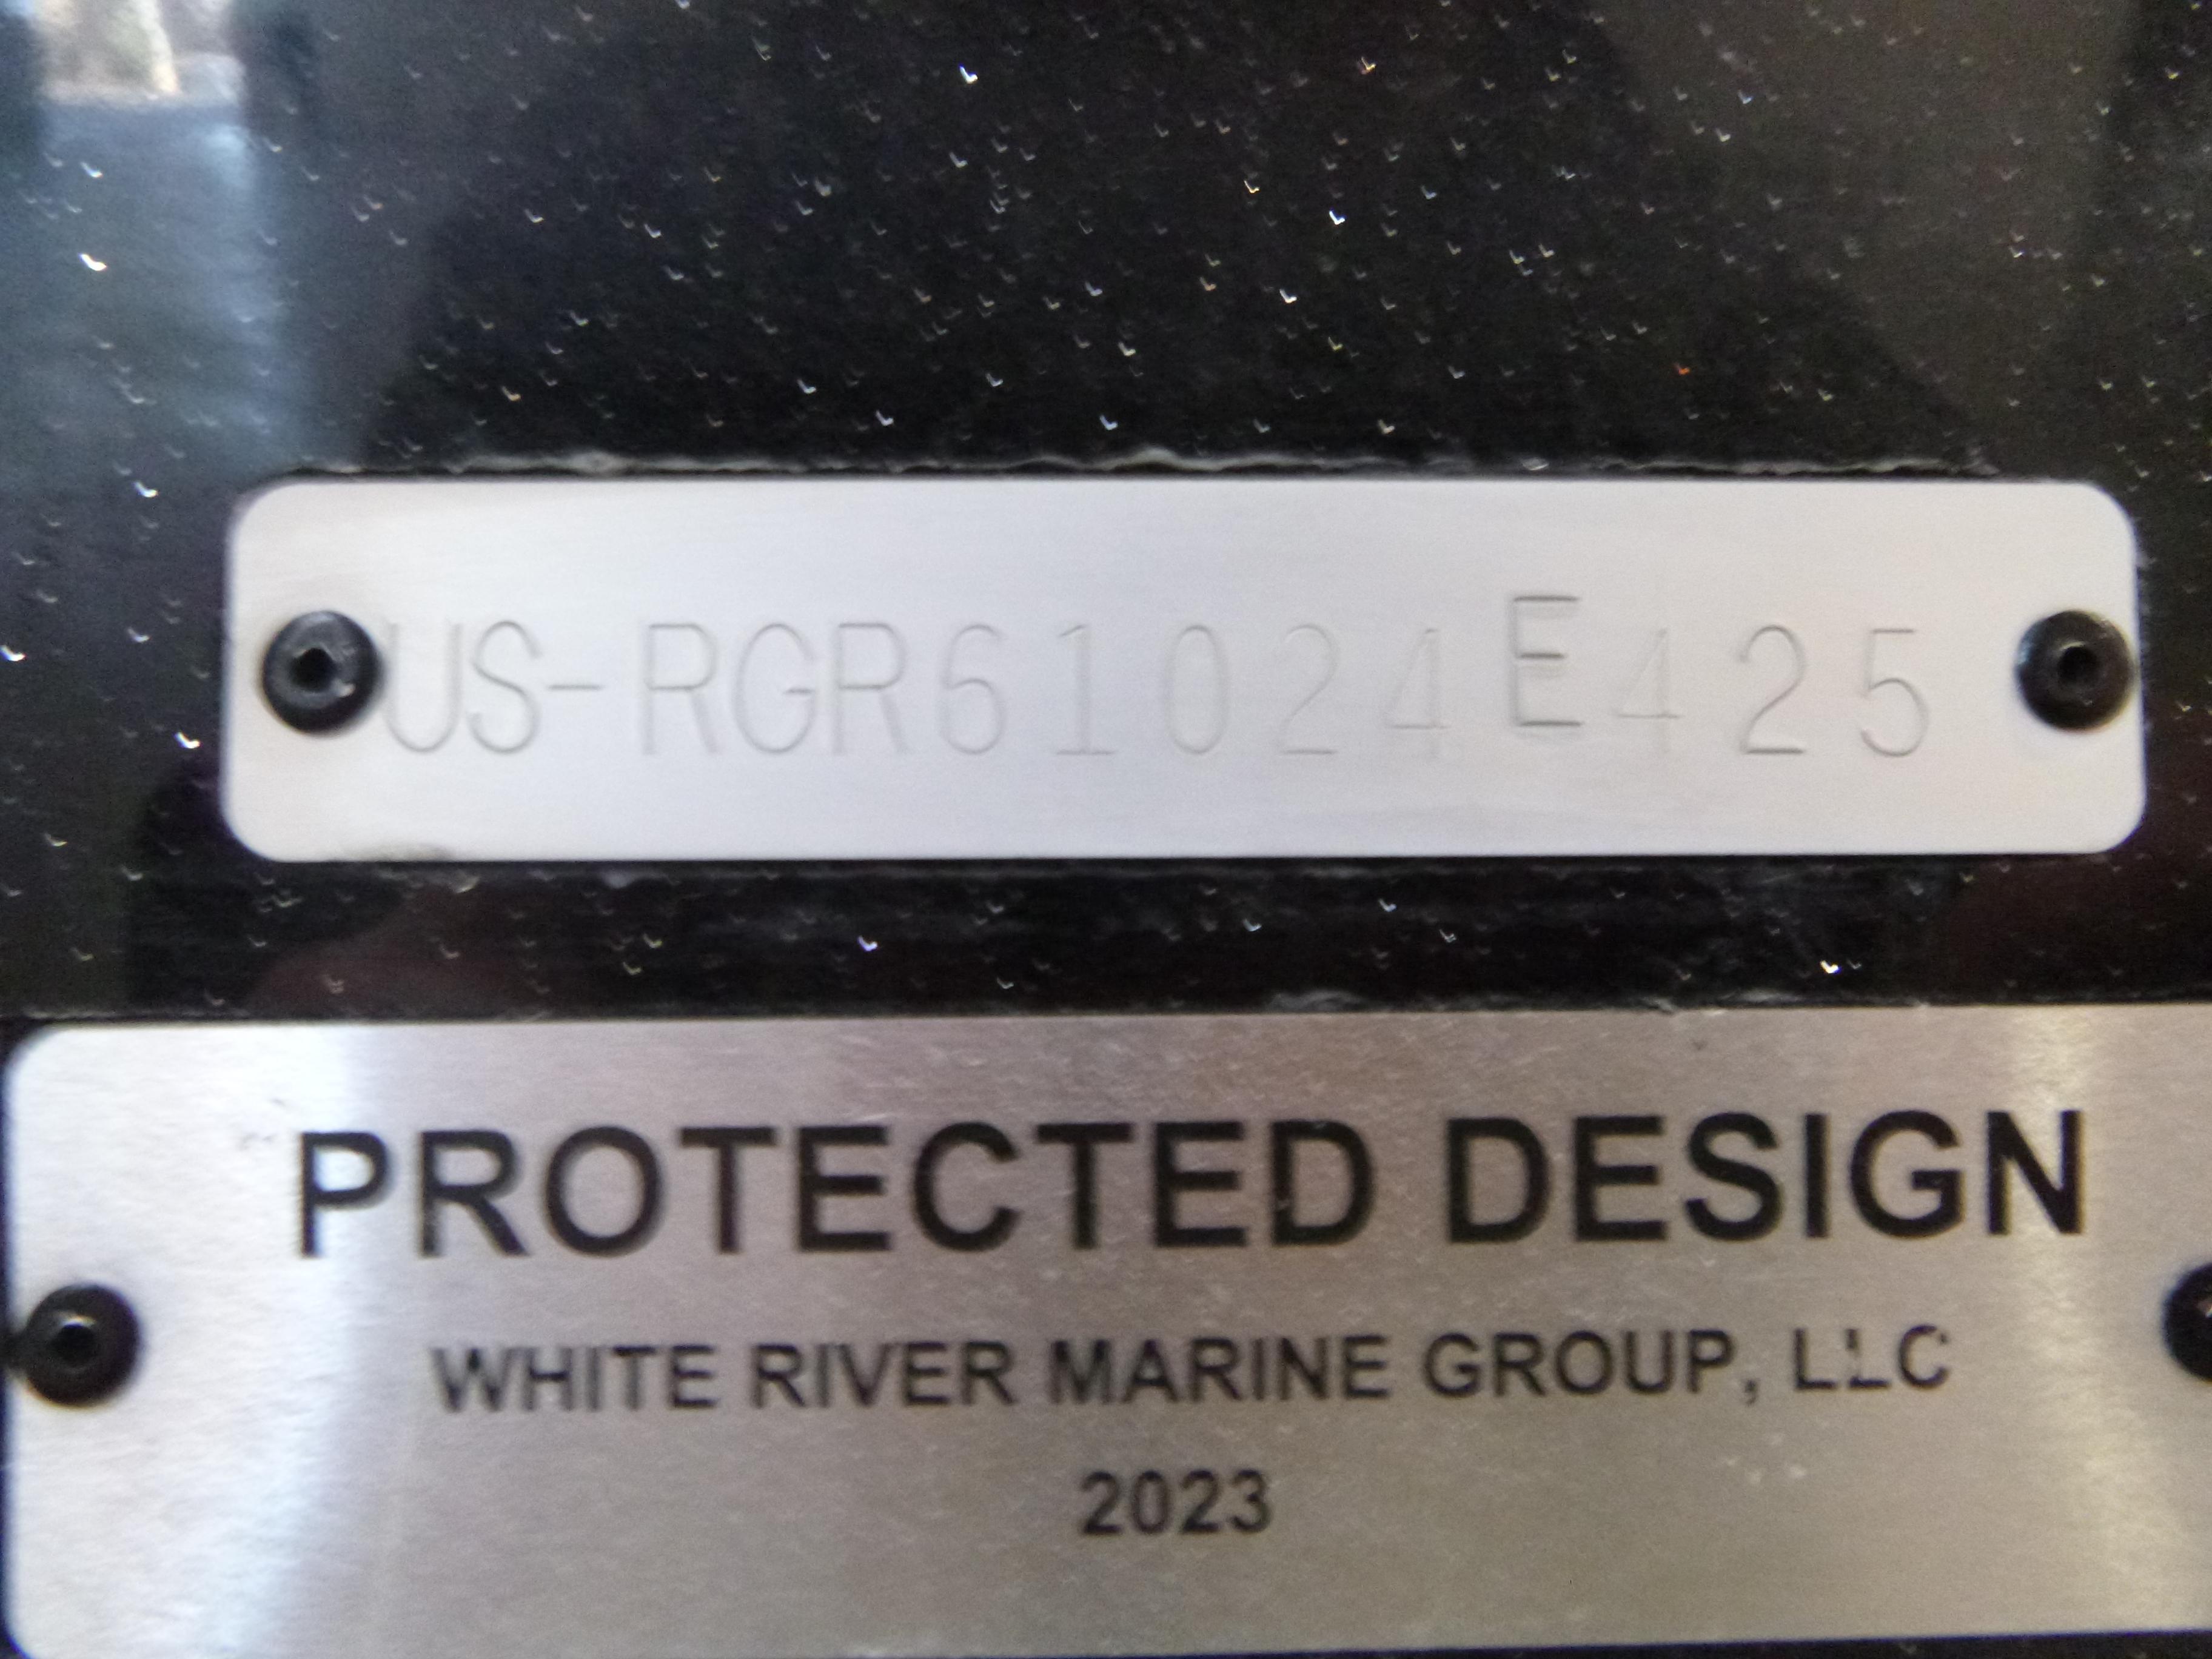 US-RGR61024E425
PROTECTED DESIGN
WHITE RIVER MARINE GROUP, LLC
2023